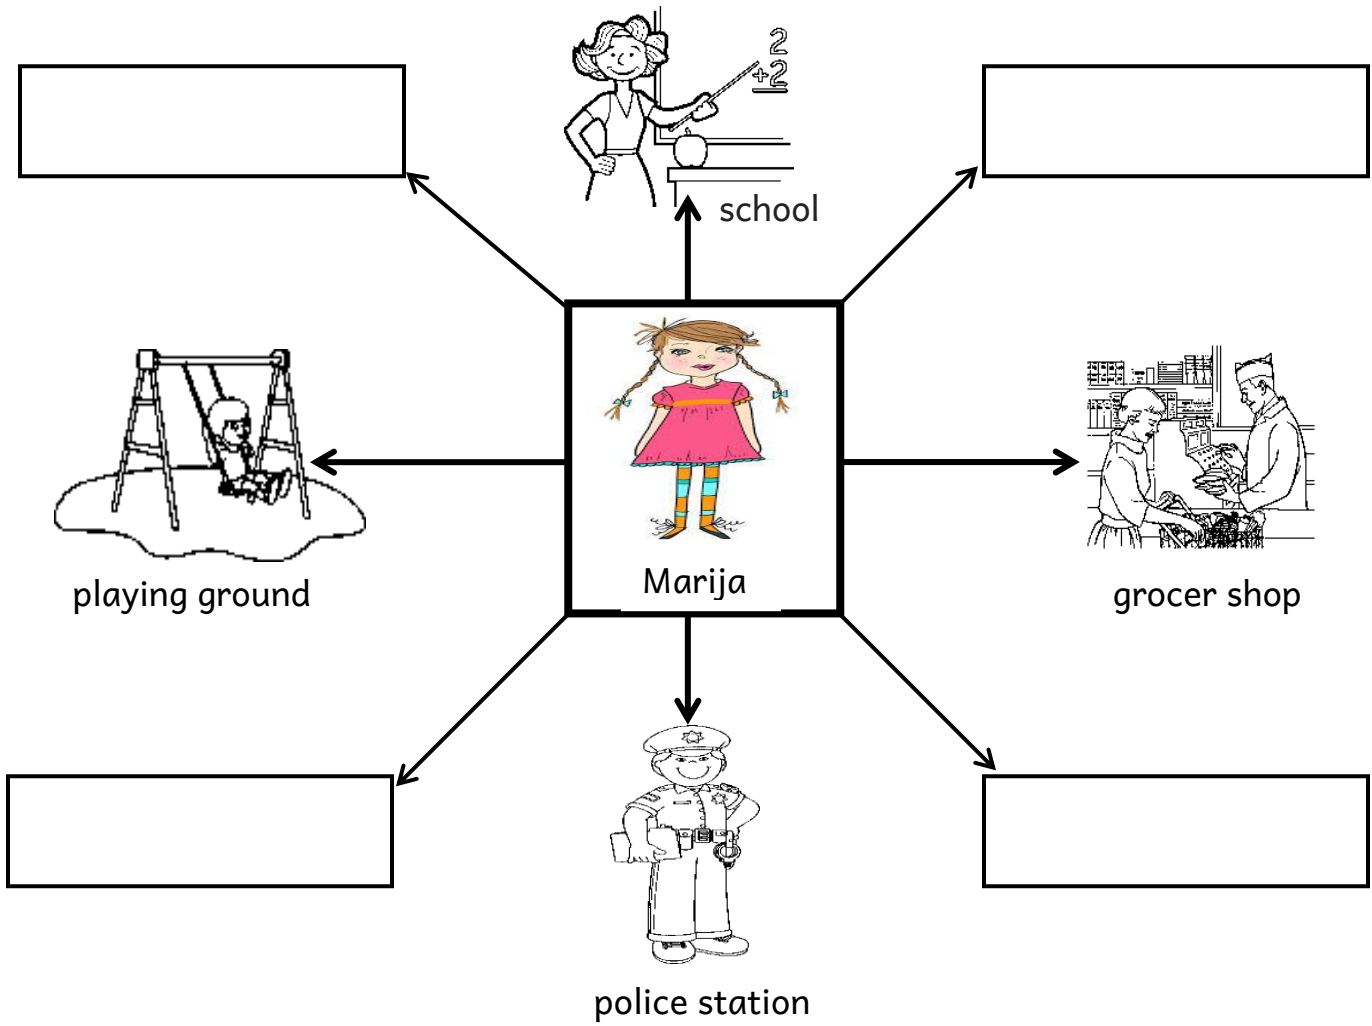 2
+2
school
Marija
playing ground
grocer shop
police station